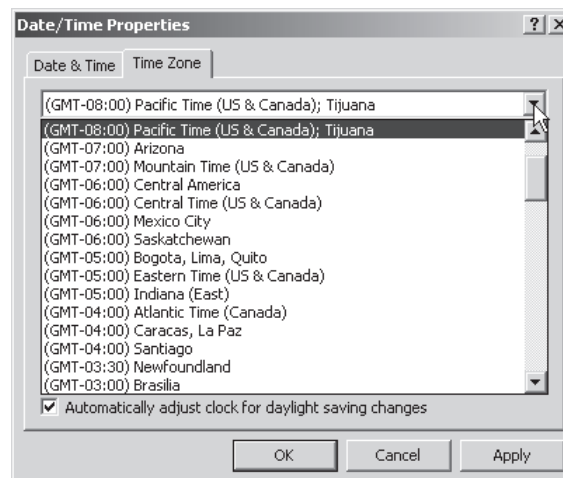 Date/Time Properties
Date & Time
Time Zone
(GMT-08:00) Pacific Time (US & Canada); Tijuana
(GMT-08:00) Pacific Time (US & Canada); Tijuana
(GMT-07:00) Arizona
(GMT-07:00) Mountain Time (US & Canada)
(GMT-06:00) Central America
(GMT-06:00) Central Time (US & Canada)
(GMT-06:00) Mexico City
(GMT-06:00) Saskatchewan
(GMT-05:00) Bogota, Lima, Quito
(GMT-05:00) Eastern Time (US & Canada)
(GMT-05:00) Indiana (East)
(GMT-04:00) Atlantic Time (Canada)
(GMT-04:00) Caracas, La Paz
(GMT-04:00) Santiago
(GMT-03:30) Newfoundland
(GMT-03:00) Brasilia
Automatically adjust clock for daylight saving changes
OK
Cancel
Apply